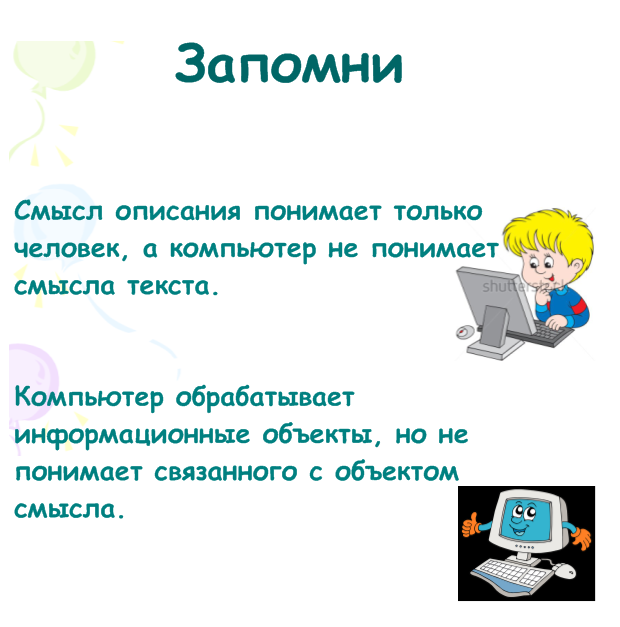 Запомни
Смысл описания понимает только
человек, а компьютер не понимает
смысла текста.
Компьютер обрабатывает
информационные объекты, но не
понимает связанного с объектом
смысла.